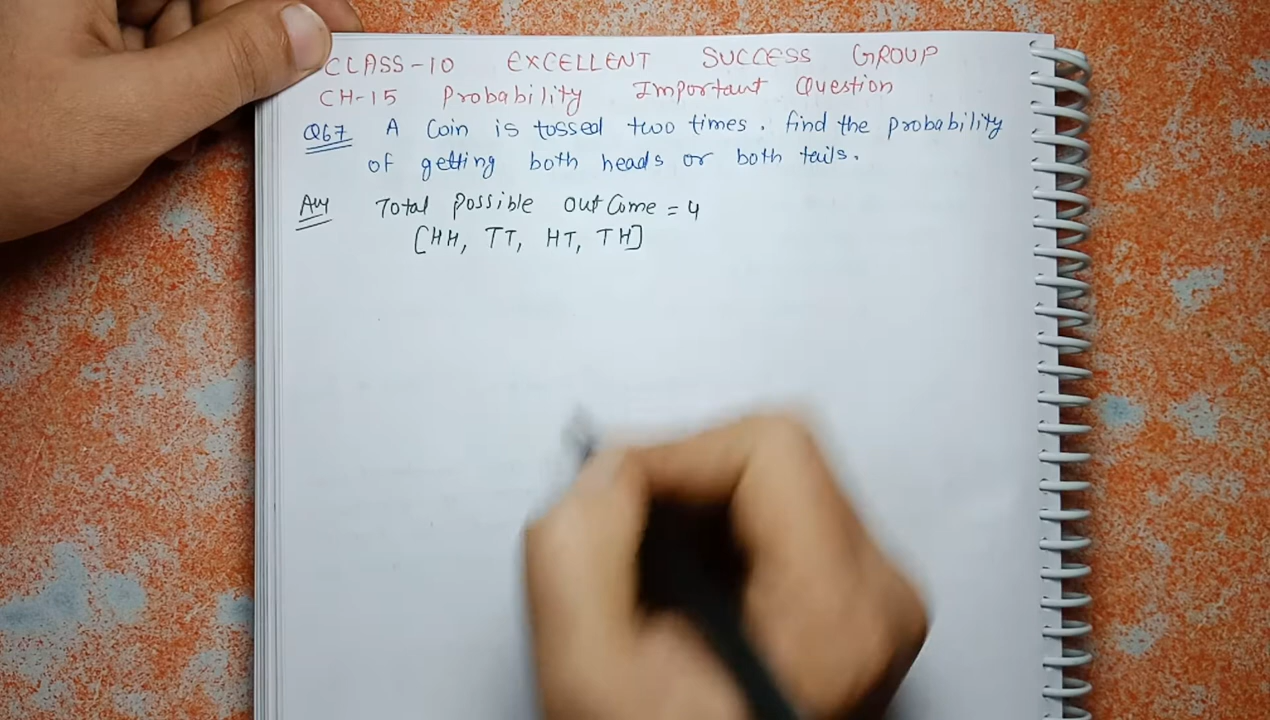 CLASS-10 EXCELLENT SUCCESS GROUP
CH-15 Probability Important Question
Q67 A Coin is tossed two times. find the probability
of getting both heads or both tails.
Ans Total possible outCome = 4
[HH, TT, HT, TH]